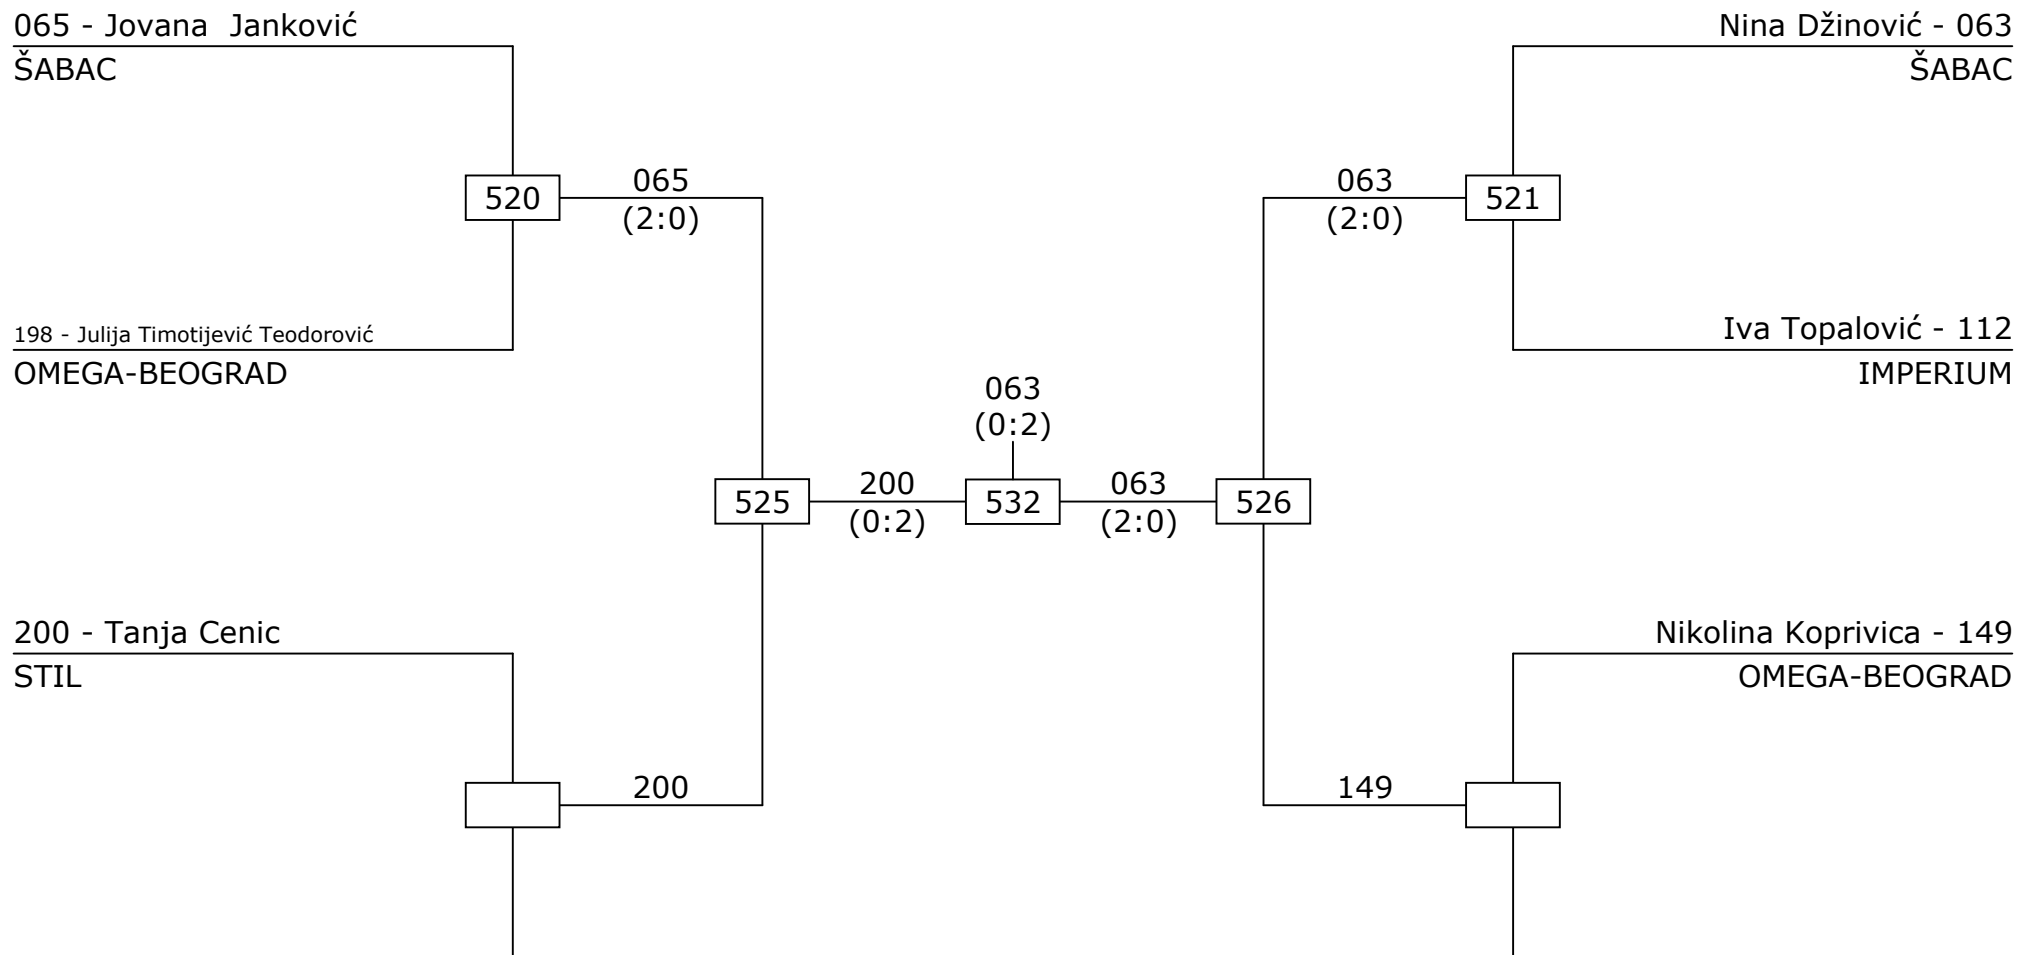 065 - Jovana  Janković
ŠABAC
Nina Džinović - 063
ŠABAC
520
065
(2:0)
063
(2:0)
521
198 - Julija Timotijević Teodorović
OMEGA-BEOGRAD
Iva Topalović - 112
IMPERIUM
063
(0:2)
525
200
(0:2)
532
063
(2:0)
526
200 - Tanja Cenic
STIL
Nikolina Koprivica - 149
OMEGA-BEOGRAD
200
149